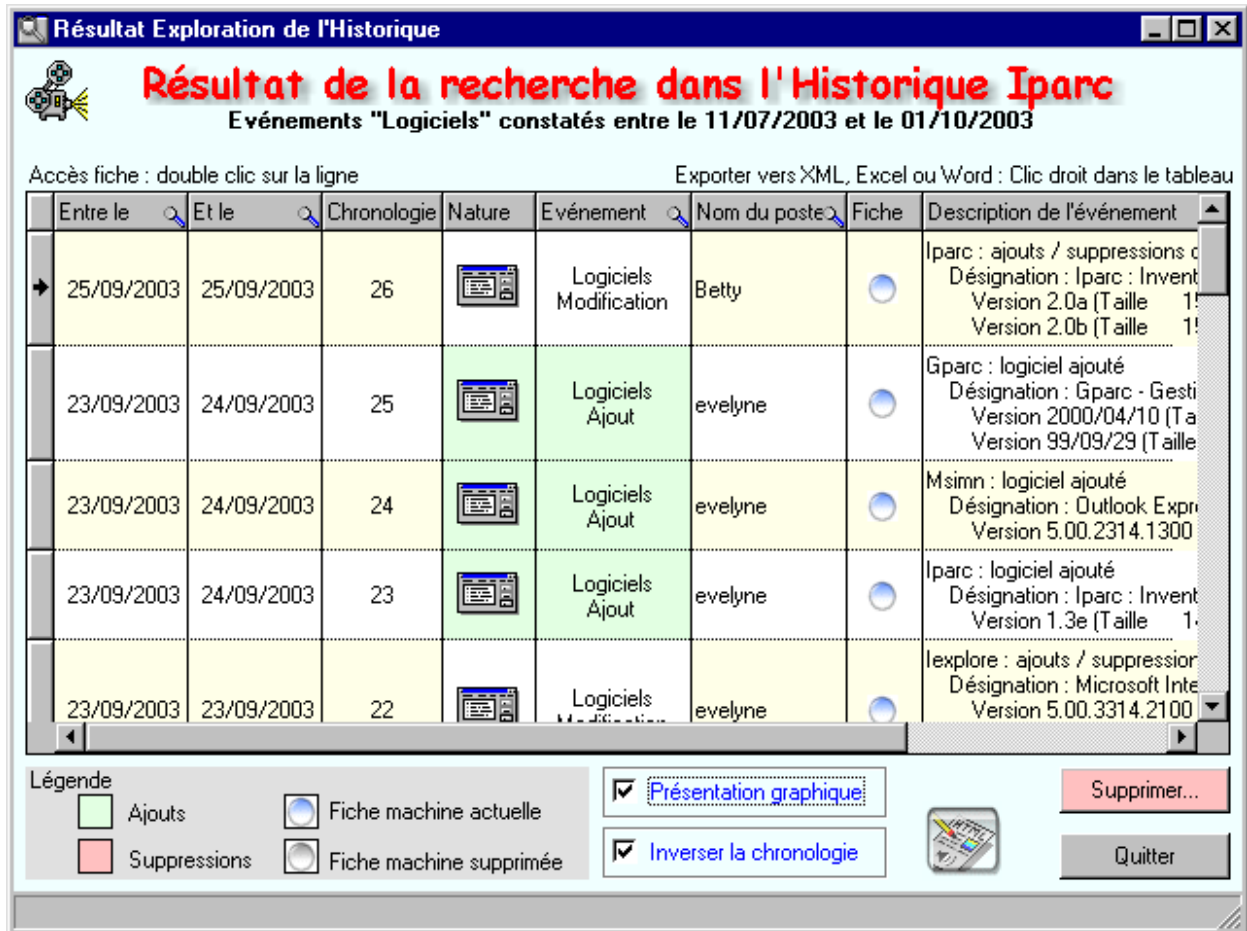 Résultat Exploration de l'Historique
Résultat de la recherche dans l'Historique Iparc
Evénements "Logiciels" constatés entre le 11/07/2003 et le 01/10/2003
Accès fiche : double clic sur la ligne Exporter vers XML, Excel ou Word : Clic droit dans le tableau
Entre le Et le Chronologie Nature Evénement Nom du poste Fiche Description de l'événement
25/09/2003 25/09/2003 26 Logiciels Modification Betty
Iparc : ajouts / suppressions
Désignation : Iparc : Invent
Version 2.0a (Taille
Version 2.0b (Taille
23/09/2003 24/09/2003 25 Logiciels Ajout evelyne
Gparc : logiciel ajouté
Désignation : Gparc - Gesti
Version 2000/04/10 (Ta
Version 99/09/29 (Taille
23/09/2003 24/09/2003 24 Logiciels Ajout evelyne
Msimn : logiciel ajouté
Désignation : Outlook Expr
Version 5.00.2314.1300
23/09/2003 24/09/2003 23 Logiciels Ajout evelyne
Iparc : logiciel ajouté
Désignation : Iparc : Invent
Version 1.3e (Taille
23/09/2003 23/09/2003 22 Logiciels Modification evelyne
Iexplore : ajouts / suppression
Désignation : Microsoft Inte
Version 5.00.3314.2100
Légende
Ajouts
Suppressions
Fiche machine actuelle
Fiche machine supprimée
Présentation graphique
Inverser la chronologie
HTML
Supprimer...
Quitter